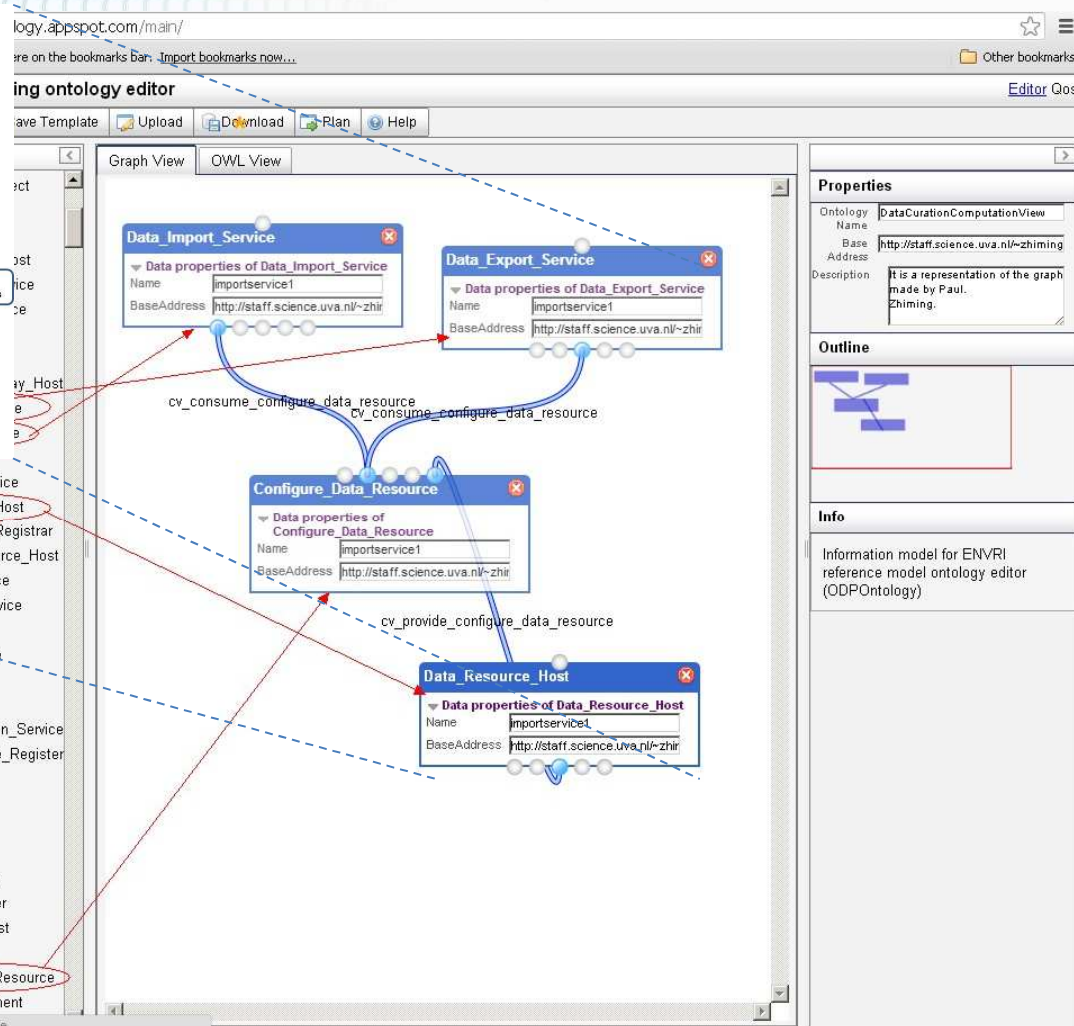 logy.appspot.com/main/
ere on the bookmarks bar. Import bookmarks now...
Other bookmarks
ing ontology editor
Editor Qos
ave Template
Upload
Download
Plan
Help
Graph View
OWL View
ect
ost
ice
ce
ay_Host
e
e
ice
Host
Registrar
rce_Host
ce
vice
n_Service
e_Register
er
st
Resource
ment
Data_Import_Service
Data properties of Data_Import_Service
Name importservice1
BaseAddress http://staff.science.uva.nl/~zhir
Data_Export_Service
Data properties of Data_Export_Service
Name importservice1
BaseAddress http://staff.science.uva.nl/~zhir
cv_consume_configure_data_resource
cv_consume_configure_data_resource
Configure_Data_Resource
Data properties of
Configure_Data_Resource
Name importservice1
BaseAddress http://staff.science.uva.nl/~zhir
cv_provide_configure_data_resource
Data_Resource_Host
Data properties of Data_Resource_Host
Name importservice1
BaseAddress http://staff.science.uva.nl/~zhir
Properties
Ontology Name DataCurationComputationView
Base Address http://staff.science.uva.nl/~zhiming
Description It is a representation of the graph
made by Paul.
Zhiming.
Outline
Info
Information model for ENVRI
reference model ontology editor
(ODPOntology)